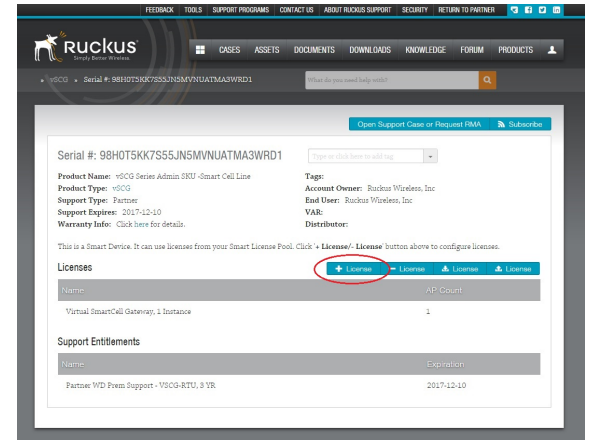 FEEDBACK TOOLS SUPPORT PROGRAMS CONTACT US ABOUT RUCKUS SUPPORT SECURITY RETURN TO PARTNER
Ruckus
Simply Better Wireless.
CASES ASSETS DOCUMENTS DOWNLOADS KNOWLEDGE FORUM PRODUCTS
vSCG Serial #: 98H0T5KK7S55JN5MVNUATMA3WRD1 What do you need help with?
Open Support Case or Request RMA Subscribe
Serial #: 98H0T5KK7S55JN5MVNUATMA3WRD1 Type or click here to add tag
Product Name: vSCG Series Admin SKU -Smart Cell Line Tags:
Product Type: vSCG Account Owner: Ruckus Wireless, Inc
Support Type: Partner End User: Ruckus Wireless, Inc
Support Expires: 2017-12-10 VAR:
Warranty Info: Click here for details. Distributor:
This is a Smart Device. It can use licenses from your Smart License Pool. Click '+ License/- License' button above to configure licenses.
Licenses + License - License License License
Name AP Count
Virtual SmartCell Gateway, 1 Instance 1
Support Entitlements
Name Expiration
Partner WD Prem Support - VSCG-RTU, 3 YR 2017-12-10